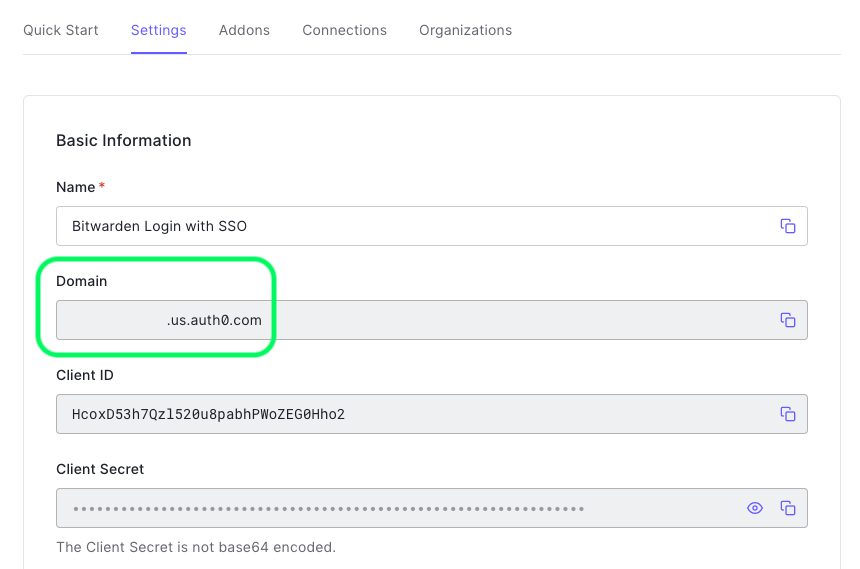 Quick Start Settings Addons Connections Organizations
Basic Information
Name *
Bitwarden Login with SSO
Domain
.us.auth0.com
Client ID
HcoxD53h7Qzl520u8pabhPWoZEG0Hho2
Client Secret
••••••••••••••••••••••••••••••••••••••••••••••••••••••••••••••••
The Client Secret is not base64 encoded.